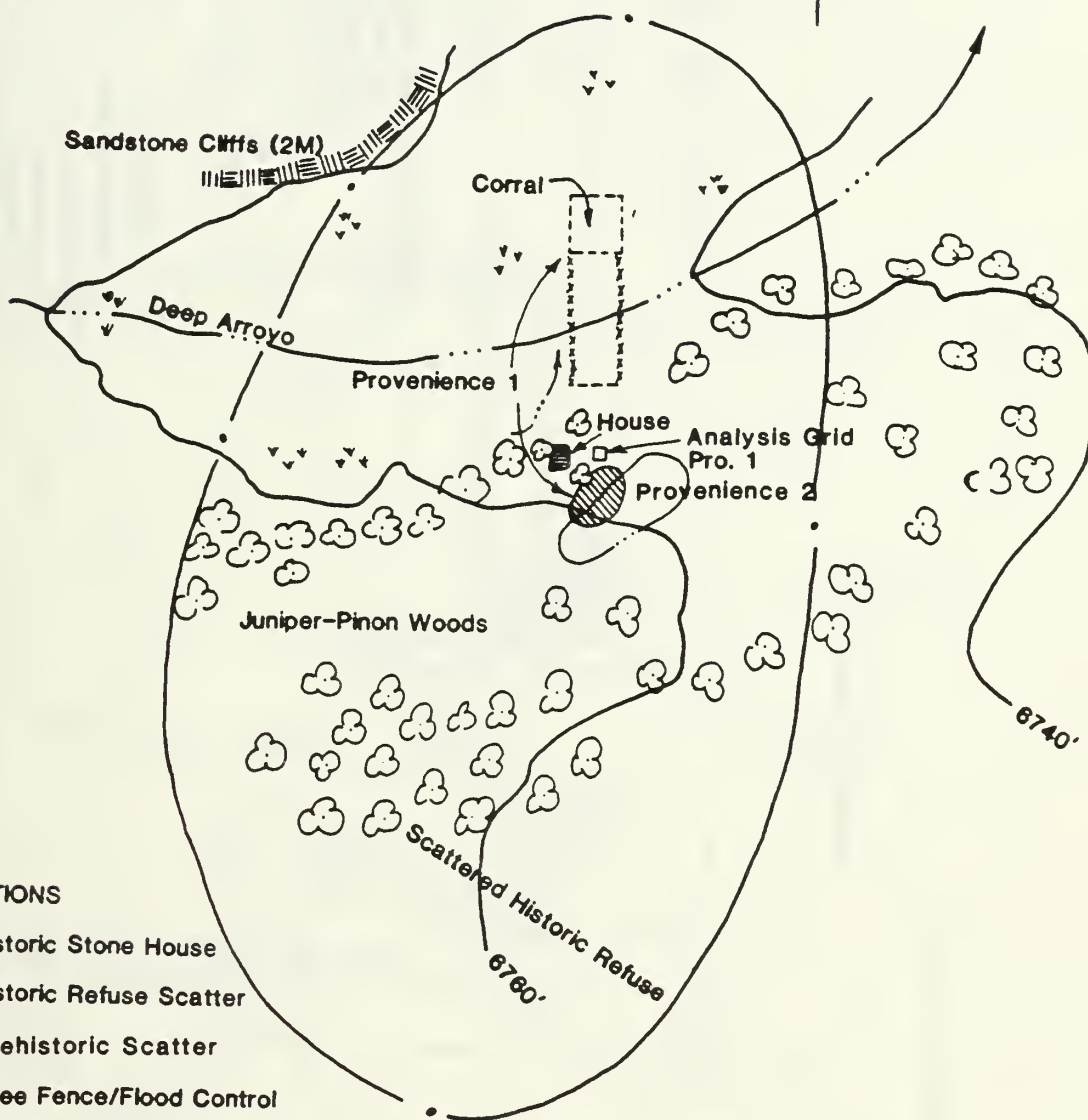 Sandstone Cliffs (2M)
Corral
Deep Arroyo
Provenience 1
House
Analysis Grid
Pro. 1
Provenience 2
Juniper-Pinon Woods
6740'
Scattered Historic Refuse
6760'
TIONS
storic Stone House
storic Refuse Scatter
ehistoric Scatter
ee Fence/Flood Control